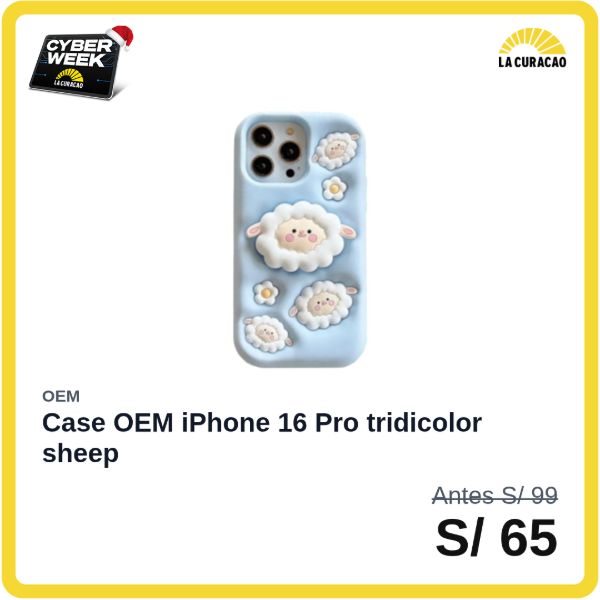 CYBER
WEEK
LA CURACAO
LA CURACAO
OEM
Case OEM iPhone 16 Pro tridicolor
sheep
Antes S/ 99
S/ 65